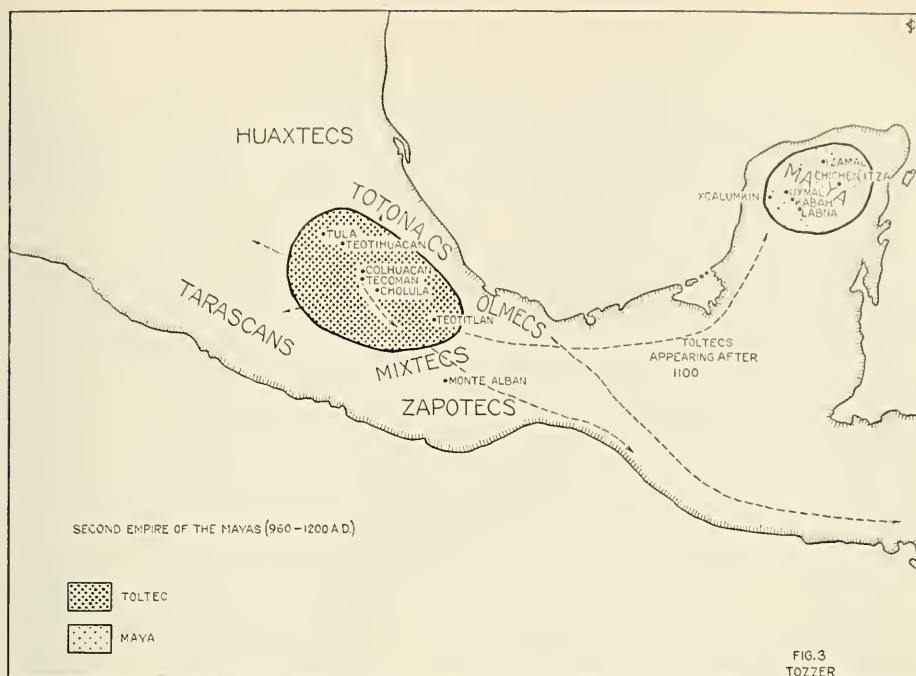 HUAXTECS
TOTONACS
IZAMAL
MAYA
CHICHEN ITZA
XCALUMKIN
UXMAL
KABAH
LABNA
TULA
TEOTIHUACAN
COLHUACAN
TECOMAN
CHOLULA
TARASCANS
OLMECS
TEOTITLAN
MIXTECS
TOLTECS
APPEARING AFTER
1100
MONTE ALBAN
ZAPOTECS
SECOND EMPIRE OF THE MAYAS (960-1200 A.D.)
TOLTEC
MAYA
FIG.3
TOZZER